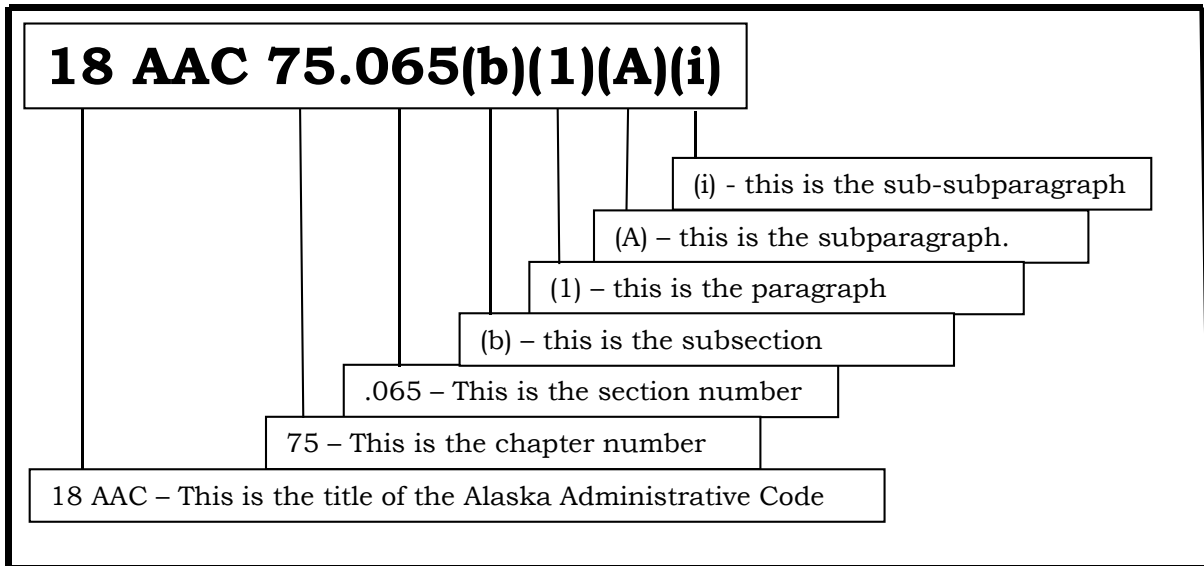 18 AAC 75.065(b)(1)(A)(i)
(i) - this is the sub-subparagraph
(A) – this is the subparagraph.
(1) – this is the paragraph
(b) – this is the subsection
.065 – This is the section number
75 – This is the chapter number
18 AAC – This is the title of the Alaska Administrative Code